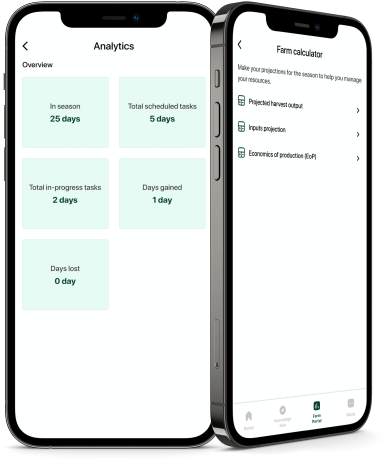 Analytics
Overview
In season
25 days
Total scheduled tasks
5 days
Total in-progress tasks
2 days
Days gained
1 day
Days lost
0 day
Farm calculator
Make your projections for the season to help you manage
your resources.
Projected harvest output
Inputs projection
Economics of production (EoP)
Home
Knowledge
Hub
Farm
Portal